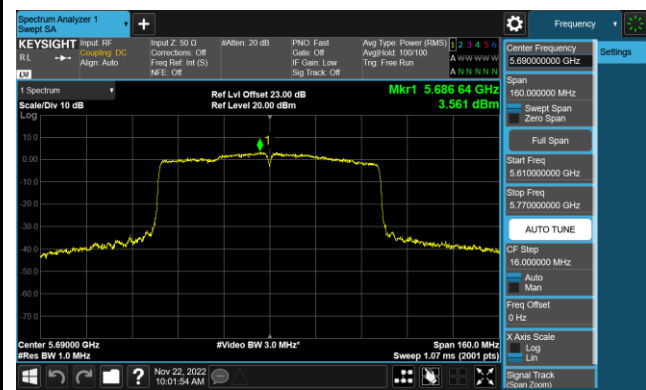 Spectrum Analyzer 1
Swept SA
+
Frequency
KEYSIGHT
RL
LXI
Input: RF
Coupling: DC
Align: Auto
Input Z: 50 Ω
Corrections: Off
Freq Ref: Int (S)
NFE: Off
#Atten: 20 dB
PNO: Fast
Gate: Off
IF Gain: Low
Sig Track: Off
Avg Type: Power (RMS)
Avg|Hold: 100/100
Trig: Free Run
1 2 3 4 5 6
A W W W W W
A N N N N N
1 Spectrum
Scale/Div 10 dB
Log
Ref Lvl Offset 23.00 dB
Ref Level 20.00 dBm
Mkr1 5.686 64 GHz
3.561 dBm
1
10.0
0.00
-10.0
-20.0
-30.0
-40.0
-50.0
-60.0
-70.0
Center 5.69000 GHz
#Res BW 1.0 MHz
#Video BW 3.0 MHz*
Span 160.0 MHz
Sweep 1.07 ms (2001 pts)
?
Nov 22, 2022
10:01:54 AM
Center Frequency
5.690000000 GHz
Settings
Span
160.000000 MHz
Swept Span
Zero Span
Full Span
Start Freq
5.610000000 GHz
Stop Freq
5.770000000 GHz
AUTO TUNE
CF Step
16.000000 MHz
Auto
Man
Freq Offset
0 Hz
X Axis Scale
Log
Lin
Signal Track
(Span Zoom)